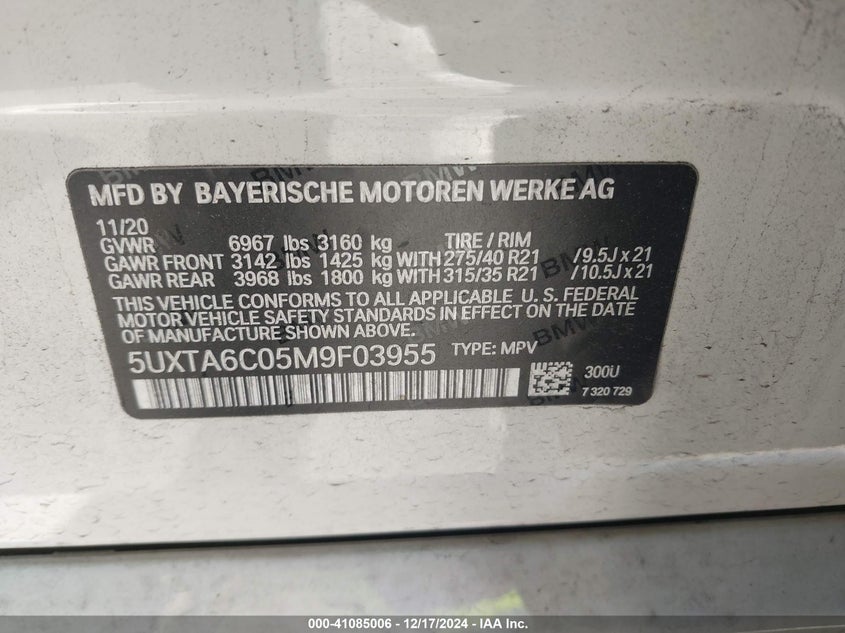 MFD BY BAYERISCHE MOTOREN WERKE AG
11/20
GVWR 6967 lbs 3160 kg TIRE / RIM
GAWR FRONT 3142 lbs 1425 kg WITH 275/40 R21 /9.5J x 21
GAWR REAR 3968 lbs 1800 kg WITH 315/35 R21 /10.5J x 21
THIS VEHICLE CONFORMS TO ALL APPLICABLE U.S. FEDERAL
MOTOR VEHICLE SAFETY STANDARDS IN EFFECT ON THE DATE
OF MANUFACTURE SHOWN ABOVE.
5UXTA6C05M9F03955 TYPE: MPV
300U
7 320 729
000-41085006 - 12/17/2024 - IAA Inc.